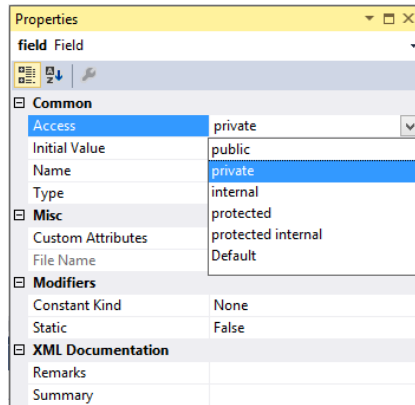 Properties
field Field
Common
Access private
Initial Value public
Name private
Type internal
Misc protected
Custom Attributes protected internal
File Name Default
Modifiers
Constant Kind None
Static False
XML Documentation
Remarks
Summary